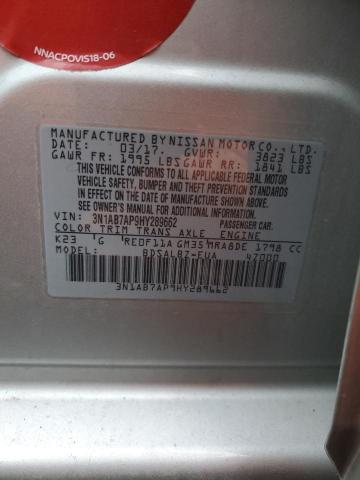 NNACPOVIS18-06
MANUFACTURED BY NISSAN MOTOR CO., LTD.
DATE: 03/17. GVWR: 3823 LBS
GAWR FR: 1995 LBS GAWR RR: 1841 LBS
THIS VEHICLE CONFORMS TO ALL APPLICABLE FEDERAL MOTOR
VEHICLE SAFETY, BUMPER AND THEFT PREVENTION STANDARDS
IN EFFECT ON THE DATE OF MANUFACTURE SHOWN ABOVE.
SEE OWNER'S MANUAL FOR ADDITIONAL INFORMATION.
VIN: 3N1AB7AP9HY289662 PASSENGER CAR.
COLOR TRIM TRANS AXLE ENGINE
K23 G RE0F11A GM35 MRA8DE 1798 CC
BDSALBZ-EUA 47000
3N1AB7AP9HY289662